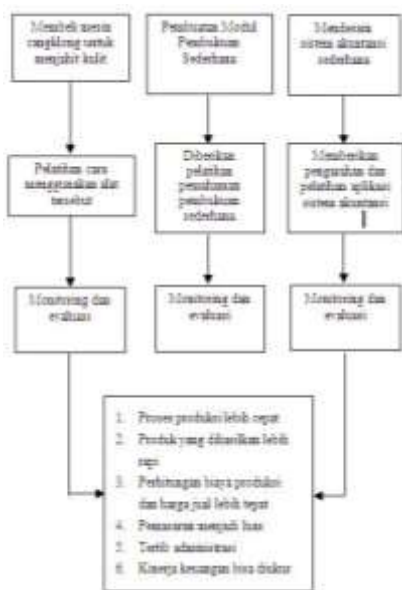 Membeli mesin
cangklong untuk
menjahit kulit
Pembuatan Modul
Pembukuan
Sederhana
Mendesain
sistem akuntansi
sederhana
Pelatihan cara
menggunakan alat
tersebut
Diberikan
pelatihan
pemahaman
pembukuan
sederhana
Memberikan
pengarahan dan
pelatihan aplikasi
sistem akuntansi
Monitoring dan
evaluasi
Monitoring dan
evaluasi
Monitoring dan
evaluasi
1. Proses produksi lebih cepat
2. Produk yang dihasilkan lebih
rapi
3. Perhitungan biaya produksi
dan harga jual lebih tepat
4. Pemasaran menjadi luas
5. Tertib administrasi
6. Kinerja keuangan bisa diukur